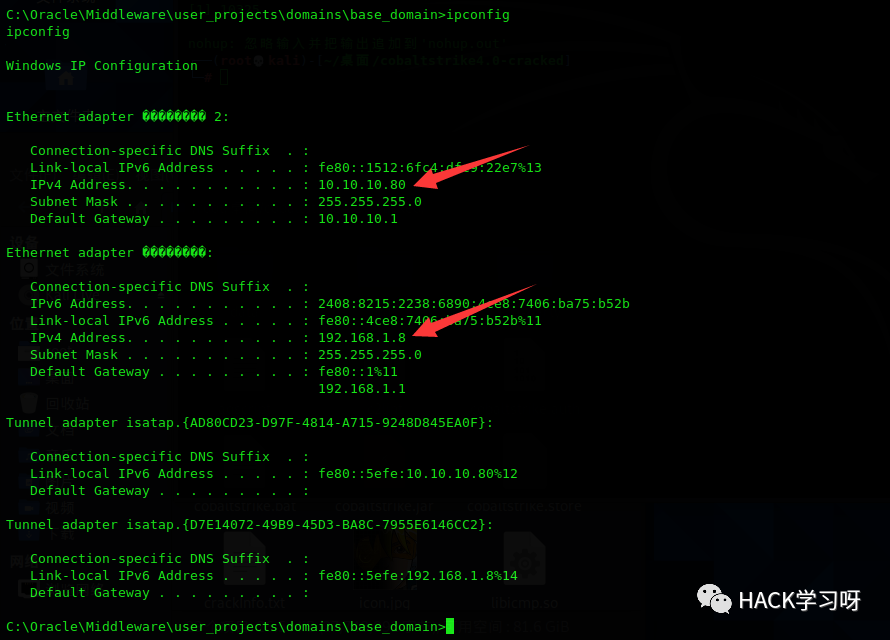 C:\Oracle\Middleware\user_projects\domains\base_domain>ipconfig
ipconfig
Windows IP Configuration
Ethernet adapter �������� 2:
Connection-specific DNS Suffix . :
Link-local IPv6 Address . . . . . : fe80::1512:6fc4:dfe9:22e7%13
IPv4 Address. . . . . . . . . . . : 10.10.10.80
Subnet Mask . . . . . . . . . . . : 255.255.255.0
Default Gateway . . . . . . . . . : 10.10.10.1
Ethernet adapter ��������:
Connection-specific DNS Suffix . :
IPv6 Address. . . . . . . . . . . : 2408:8215:2238:6890:4ce8:7406:ba75:b52b
Link-local IPv6 Address . . . . . : fe80::4ce8:7406:ba75:b52b%11
IPv4 Address. . . . . . . . . . . : 192.168.1.8
Subnet Mask . . . . . . . . . . . : 255.255.255.0
Default Gateway . . . . . . . . . : fe80::1%11
192.168.1.1
Tunnel adapter isatap.{AD80CD23-D97F-4814-A715-9248D845EA0F}:
Connection-specific DNS Suffix . :
Link-local IPv6 Address . . . . . : fe80::5efe:10.10.10.80%12
Default Gateway . . . . . . . . . :
Tunnel adapter isatap.{D7E14072-49B9-45D3-BA8C-7955E6146CC2}:
Connection-specific DNS Suffix . :
Link-local IPv6 Address . . . . . : fe80::5efe:192.168.1.8%14
Default Gateway . . . . . . . . . :
crackInfo.txt icon.jpg libicmp.so
HACK学习呀
C:\Oracle\Middleware\user_projects\domains\base_domain>